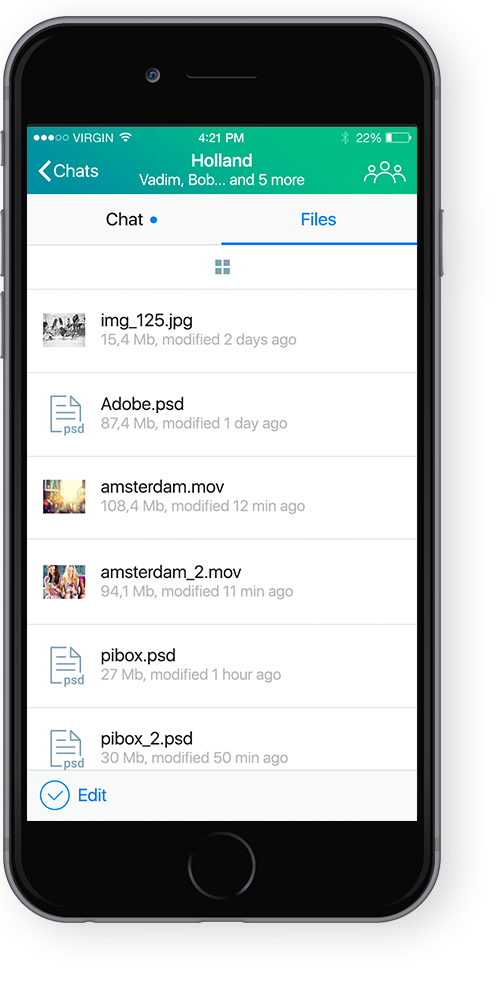 VIRGIN 4:21 PM 22%
Chats Holland
Vadim, Bob... and 5 more
Chat Files
img_125.jpg
15,4 Mb, modified 2 days ago
Adobe.psd
psd
87,4 Mb, modified 1 day ago
amsterdam.mov
108,4 Mb, modified 12 min ago
amsterdam_2.mov
94,1 Mb, modified 11 min ago
pibox.psd
psd
27 Mb, modified 1 hour ago
pibox_2.psd
psd
30 Mb, modified 50 min ago
Edit